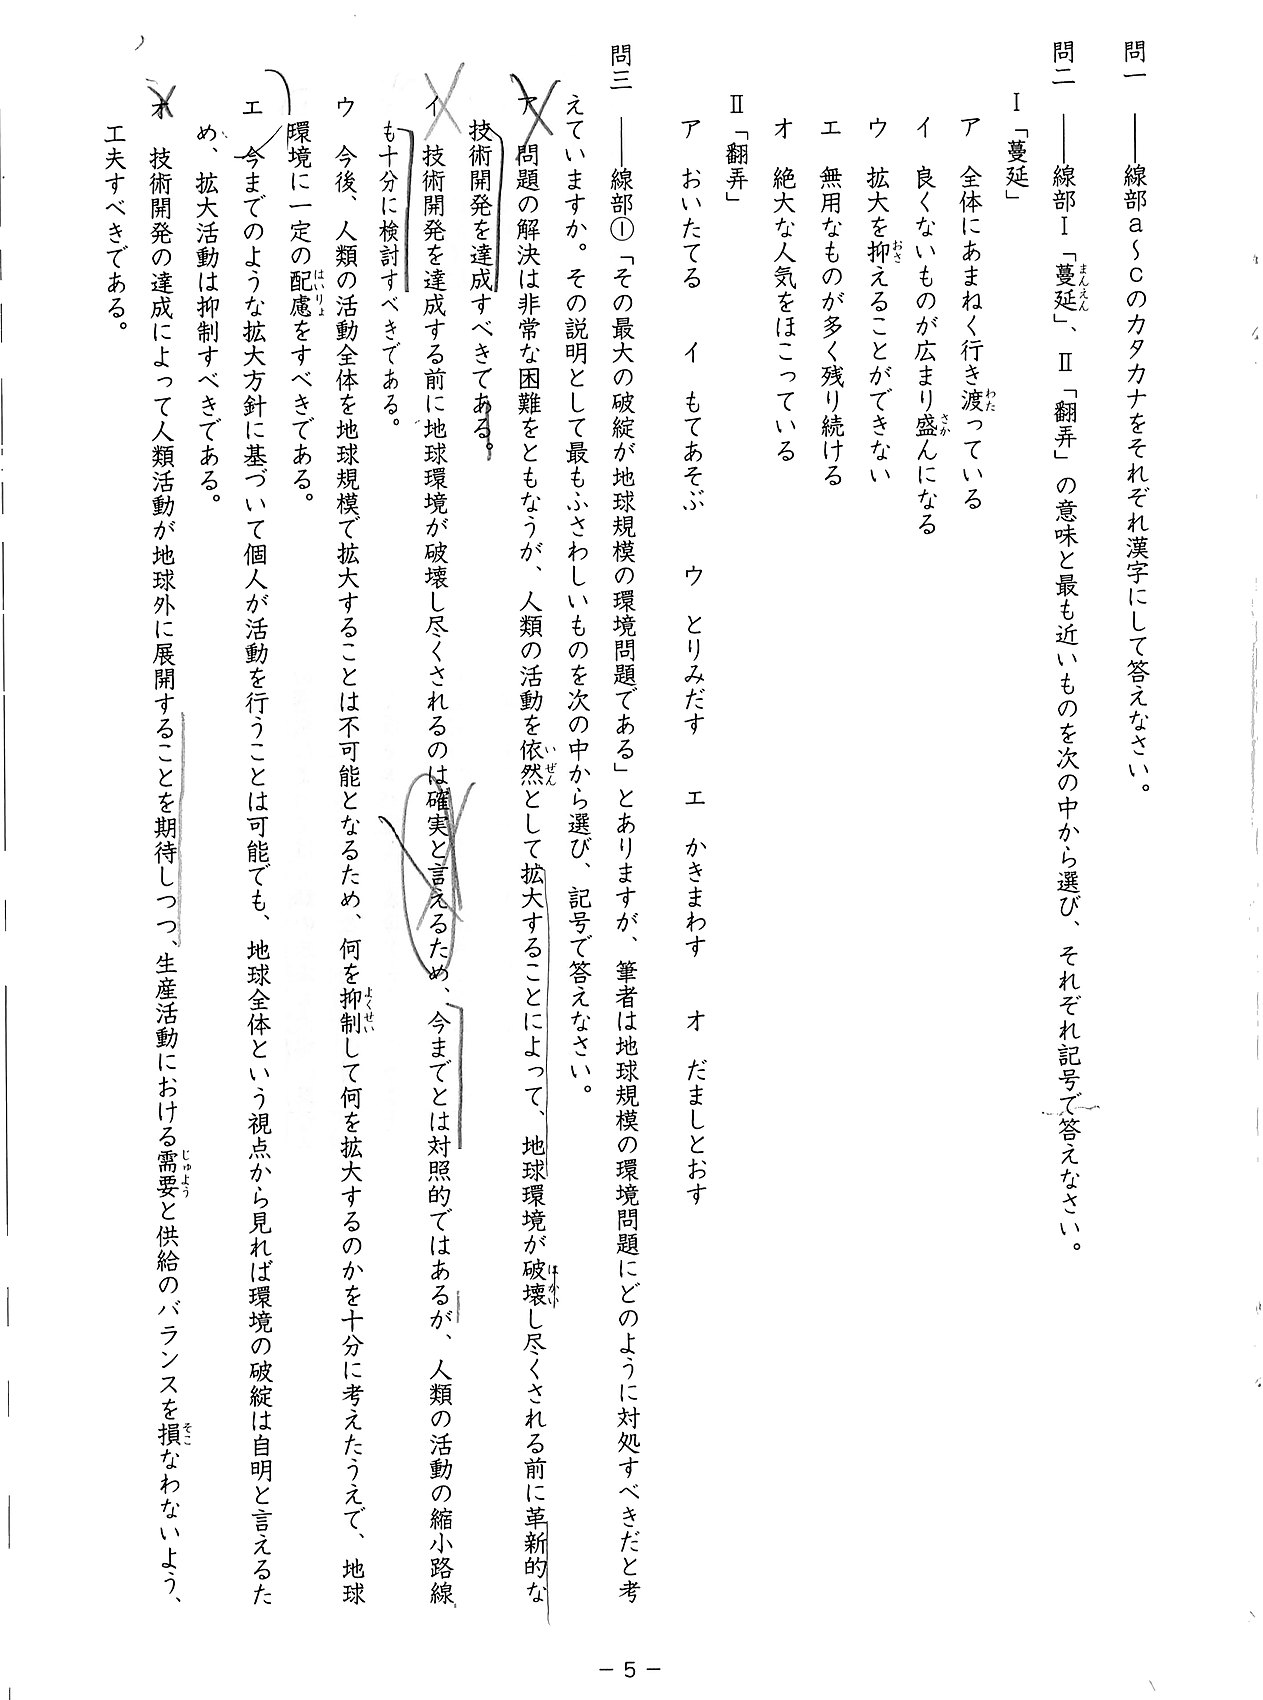 問一　――線部ａ～ｃのカタカナをそれぞれ漢字にして答えなさい。
問二　――線部Ⅰ「蔓延」、Ⅱ「翻弄」の意味と最も近いものを次の中から選び、それぞれ記号で答えなさい。
まんえん
Ⅰ「蔓延」
ア　全体にあまねく行き渡っている
わた
イ　良くないものが広まり盛んになる
さか
ウ　拡大を抑えることができない
おさ
エ　無用なものが多く残り続ける
オ　絶大な人気をほこっている
Ⅱ「翻弄」
ア　おいたてる　イ　もてあそぶ　ウ　とりみだす　エ　かきまわす　オ　だましとおす
問三　――線部①「その最大の破綻が地球規模の環境問題である」とありますが、筆者は地球規模の環境問題にどのように対処すべきだと考
えていますか。その説明として最もふさわしいものを次の中から選び、記号で答えなさい。
ア　問題の解決は非常な困難をともなうが、人類の活動を依然として拡大することによって、地球環境が破壊し尽くされる前に革新的な
いぜん
はかい
技術開発を達成すべきである。
イ　技術開発を達成する前に地球環境が破壊し尽くされるのは確実と言えるため、今までとは対照的ではあるが、人類の活動の縮小路線
も十分に検討すべきである。
ウ　今後、人類の活動全体を地球規模で拡大することは不可能となるため、何を抑制して何を拡大するのかを十分に考えたうえで、地球
よくせい
環境に一定の配慮をすべきである。
はいりょ
エ　今までのような拡大方針に基づいて個人が活動を行うことは可能でも、地球全体という視点から見れば環境の破綻は自明と言えるた
め、拡大活動は抑制すべきである。
オ　技術開発の達成によって人類活動が地球外に展開することを期待しつつ、生産活動における需要と供給のバランスを損なわないよう、
じゅよう
そこ
工夫すべきである。
－５－